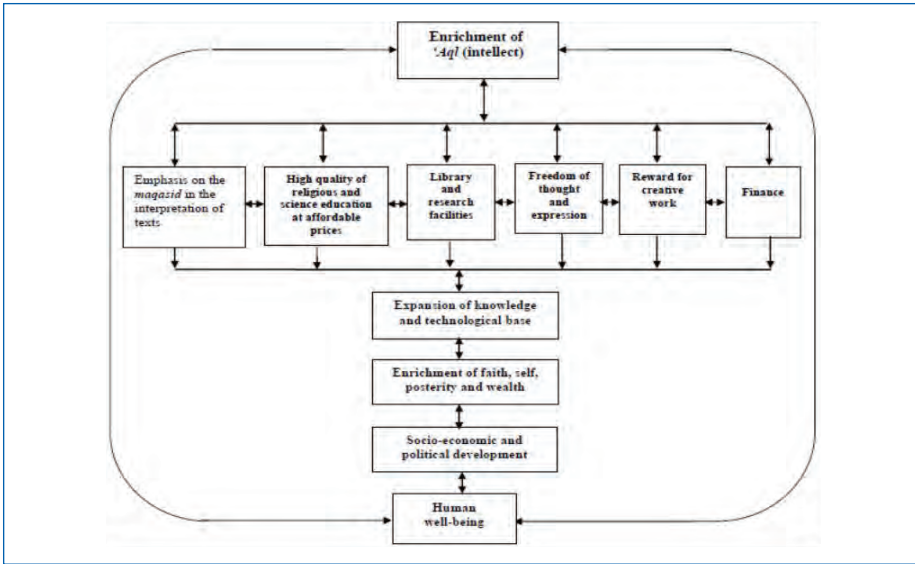 Enrichment of
'Aql (intellect)
Emphasis on the
maqasid in the
interpretation of
texts
High quality of
religious and
science education
at affordable
prices
Library
and
research
facilities
Freedom of
thought
and
expression
Reward for
creative
work
Finance
Expansion of knowledge
and technological base
Enrichment of faith, self,
posterity and wealth
Socio-economic and
political development
Human
well-being